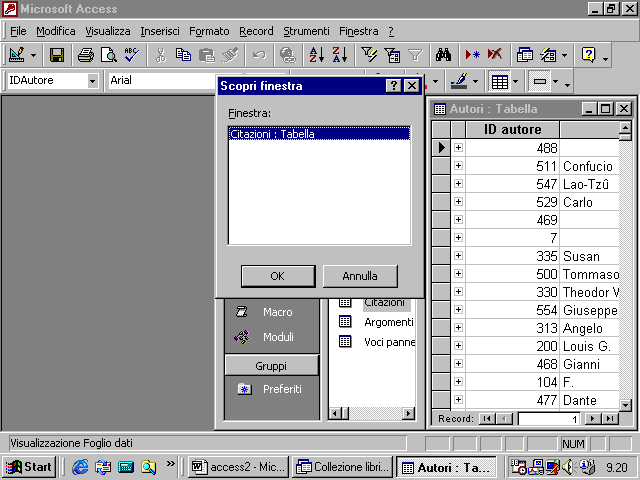 Microsoft Access
File Modifica Visualizza Inserisci Formato Record Strumenti Finestra ?
IDAutore Arial
Scopri finestra
Finestra:
Citazioni : Tabella
OK Annulla
Autori : Tabella
ID autore
488
511 Confucio
547 Lao-Tzû
529 Carlo
469
7
335 Susan
500 Tommaso
330 Theodor V
554 Giuseppe
313 Angelo
200 Louis G.
468 Gianni
104 F.
477 Dante
Record: 1
Citazioni
Macro Argomenti
Moduli Voci panne
Gruppi
Preferiti
Visualizzazione Foglio dati NUM
Start » access2 - Mic... Collezione libri... Autori : Ta... 9.20